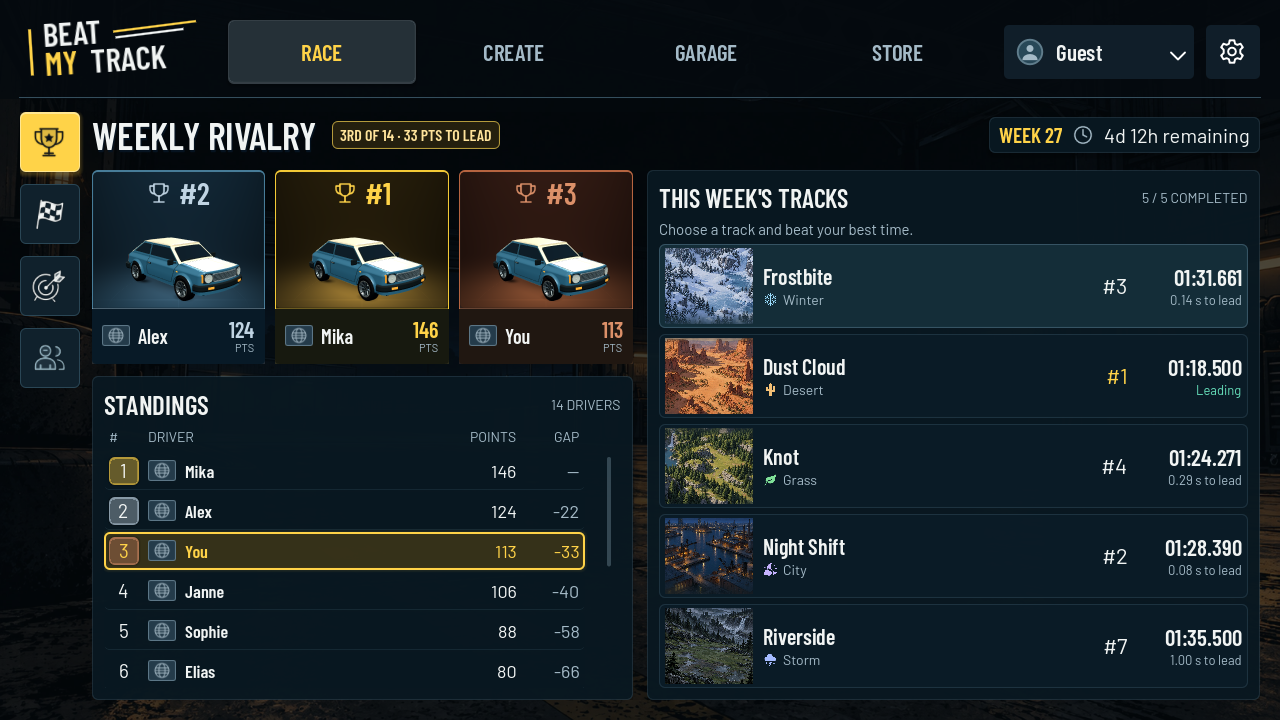 BEAT
MY TRACK
RACE
CREATE
GARAGE
STORE
Guest
WEEKLY RIVALRY
3RD OF 14 · 33 PTS TO LEAD
WEEK 27
4d 12h remaining
#2
Alex
124
PTS
#1
Mika
146
PTS
#3
You
113
PTS
STANDINGS
14 DRIVERS
# DRIVER POINTS GAP
1 Mika 146 —
2 Alex 124 -22
3 You 113 -33
4 Janne 106 -40
5 Sophie 88 -58
6 Elias 80 -66
THIS WEEK'S TRACKS
5 / 5 COMPLETED
Choose a track and beat your best time.
Frostbite
Winter
#3
01:31.661
0.14 s to lead
Dust Cloud
Desert
#1
01:18.500
Leading
Knot
Grass
#4
01:24.271
0.29 s to lead
Night Shift
City
#2
01:28.390
0.08 s to lead
Riverside
Storm
#7
01:35.500
1.00 s to lead